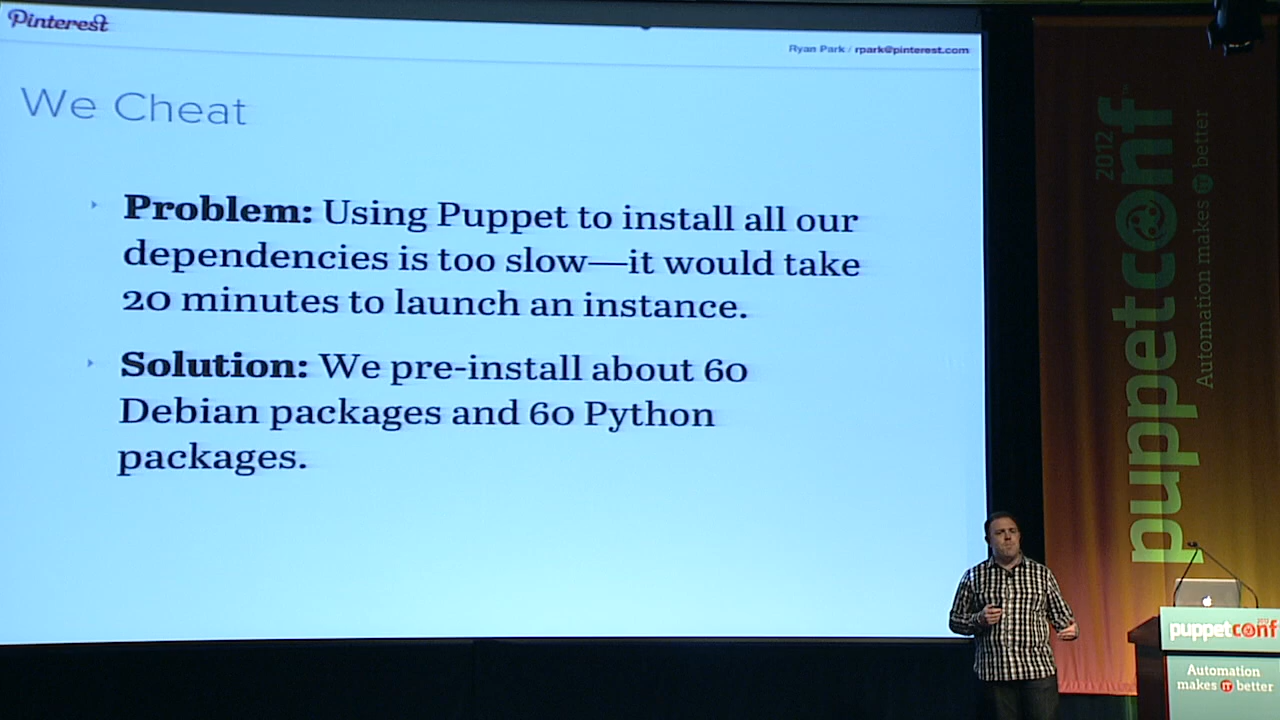 Pinterest
Ryan Park / rpark@pinterest.com
We Cheat
Problem: Using Puppet to install all our
dependencies is too slow—it would take
20 minutes to launch an instance.
Solution: We pre-install about 60
Debian packages and 60 Python
packages.
puppetconf
2012
Automation makes IT better
puppetconf
2012
Automation
makes IT better